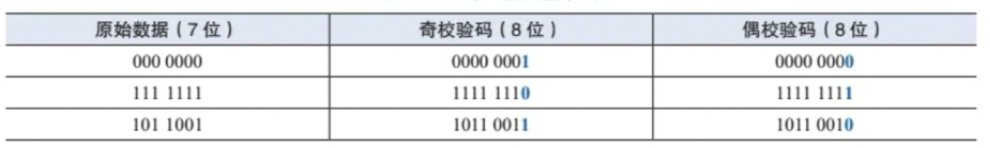 原始数据（7 位） 奇校验码（8 位） 偶校验码（8 位）
000 0000 0000 0001 0000 0000
111 1111 1111 1110 1111 1111
101 1001 1011 0011 1011 0010